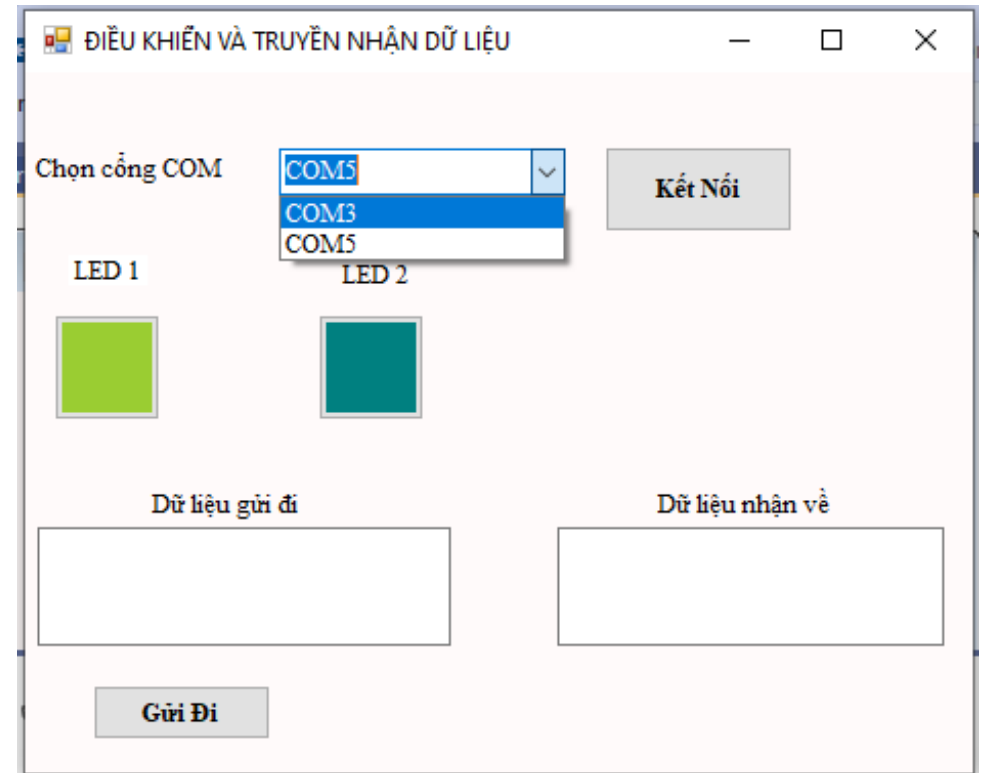 ĐIỀU KHIỂN VÀ TRUYỀN NHẬN DỮ LIỆU
Chọn cổng COM
COM5
Kết Nối
COM3
COM5
LED 1
LED 2
Dữ liệu gửi đi
Dữ liệu nhận về
Gửi Đi